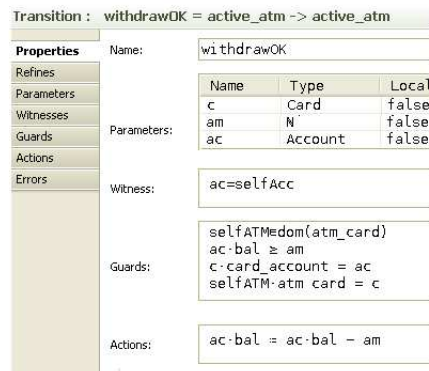 Transition : withdrawOK = active_atm -> active_atm
Properties
Refines
Parameters
Witnesses
Guards
Actions
Errors
Name: withdrawOK
Parameters:
Name Type Local
c Card false
am N false
ac Account false
Witness: ac=selfAcc
Guards:
selfATM∈dom(atm_card)
ac·bal ≥ am
c·card_account = ac
selfATM·atm card = c
Actions: ac·bal ≔ ac·bal − am